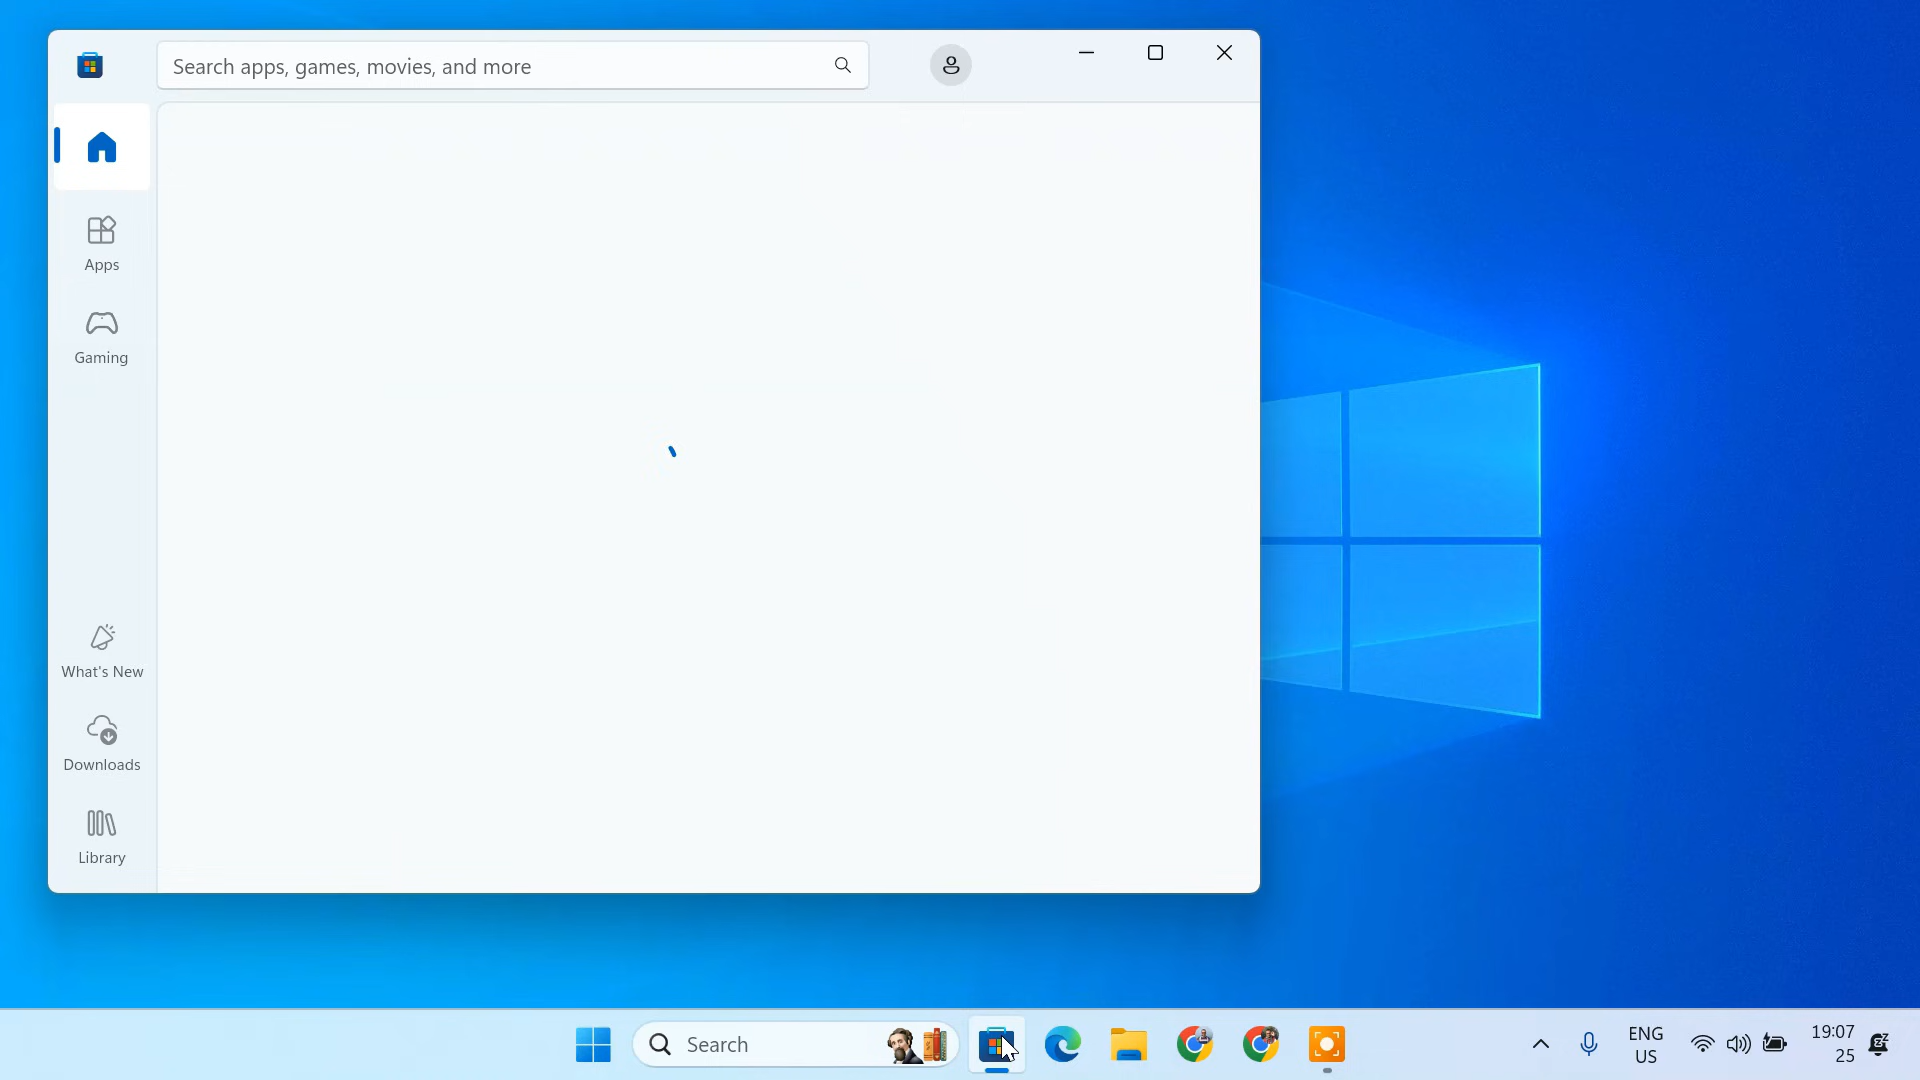 Search apps, games, movies, and more
Apps
Gaming
What's New
Downloads
Library
Search
ENG
US
19:07
25